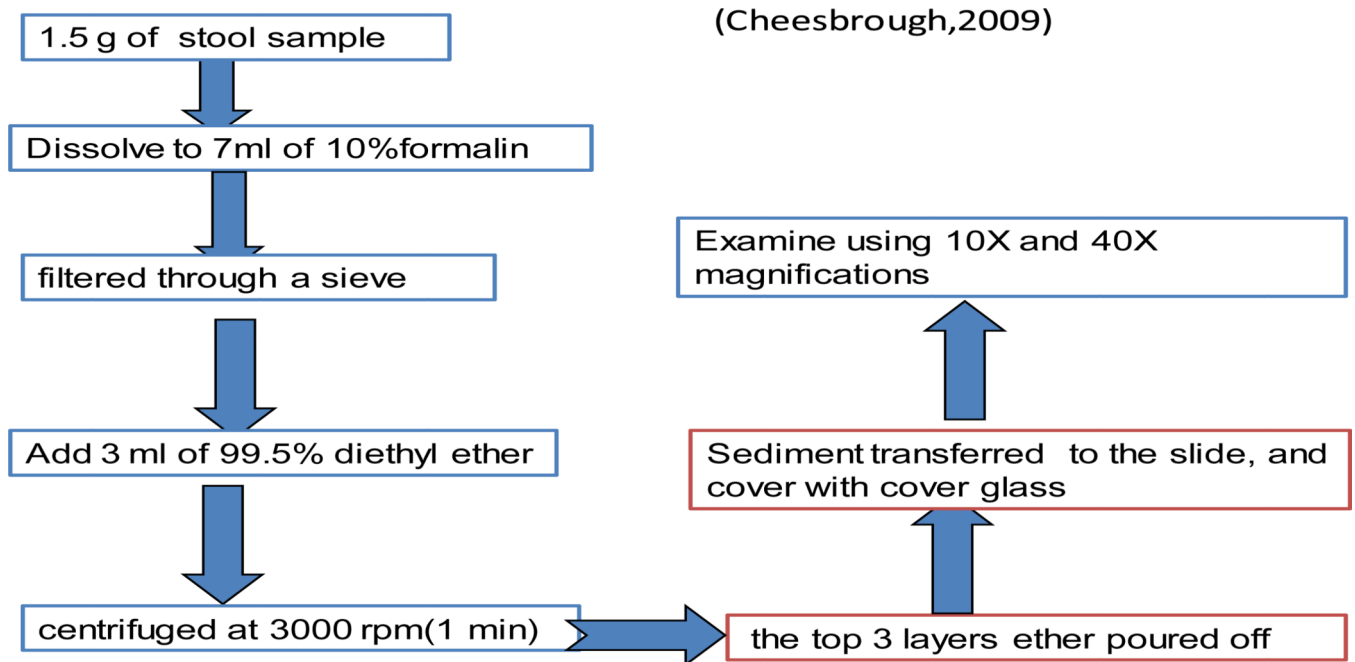 (Cheesbrough,2009)
1.5 g of stool sample
Dissolve to 7ml of 10%formalin
filtered through a sieve
Add 3 ml of 99.5% diethyl ether
centrifuged at 3000 rpm(1 min)
the top 3 layers ether poured off
Sediment transferred to the slide, and
cover with cover glass
Examine using 10X and 40X
magnifications